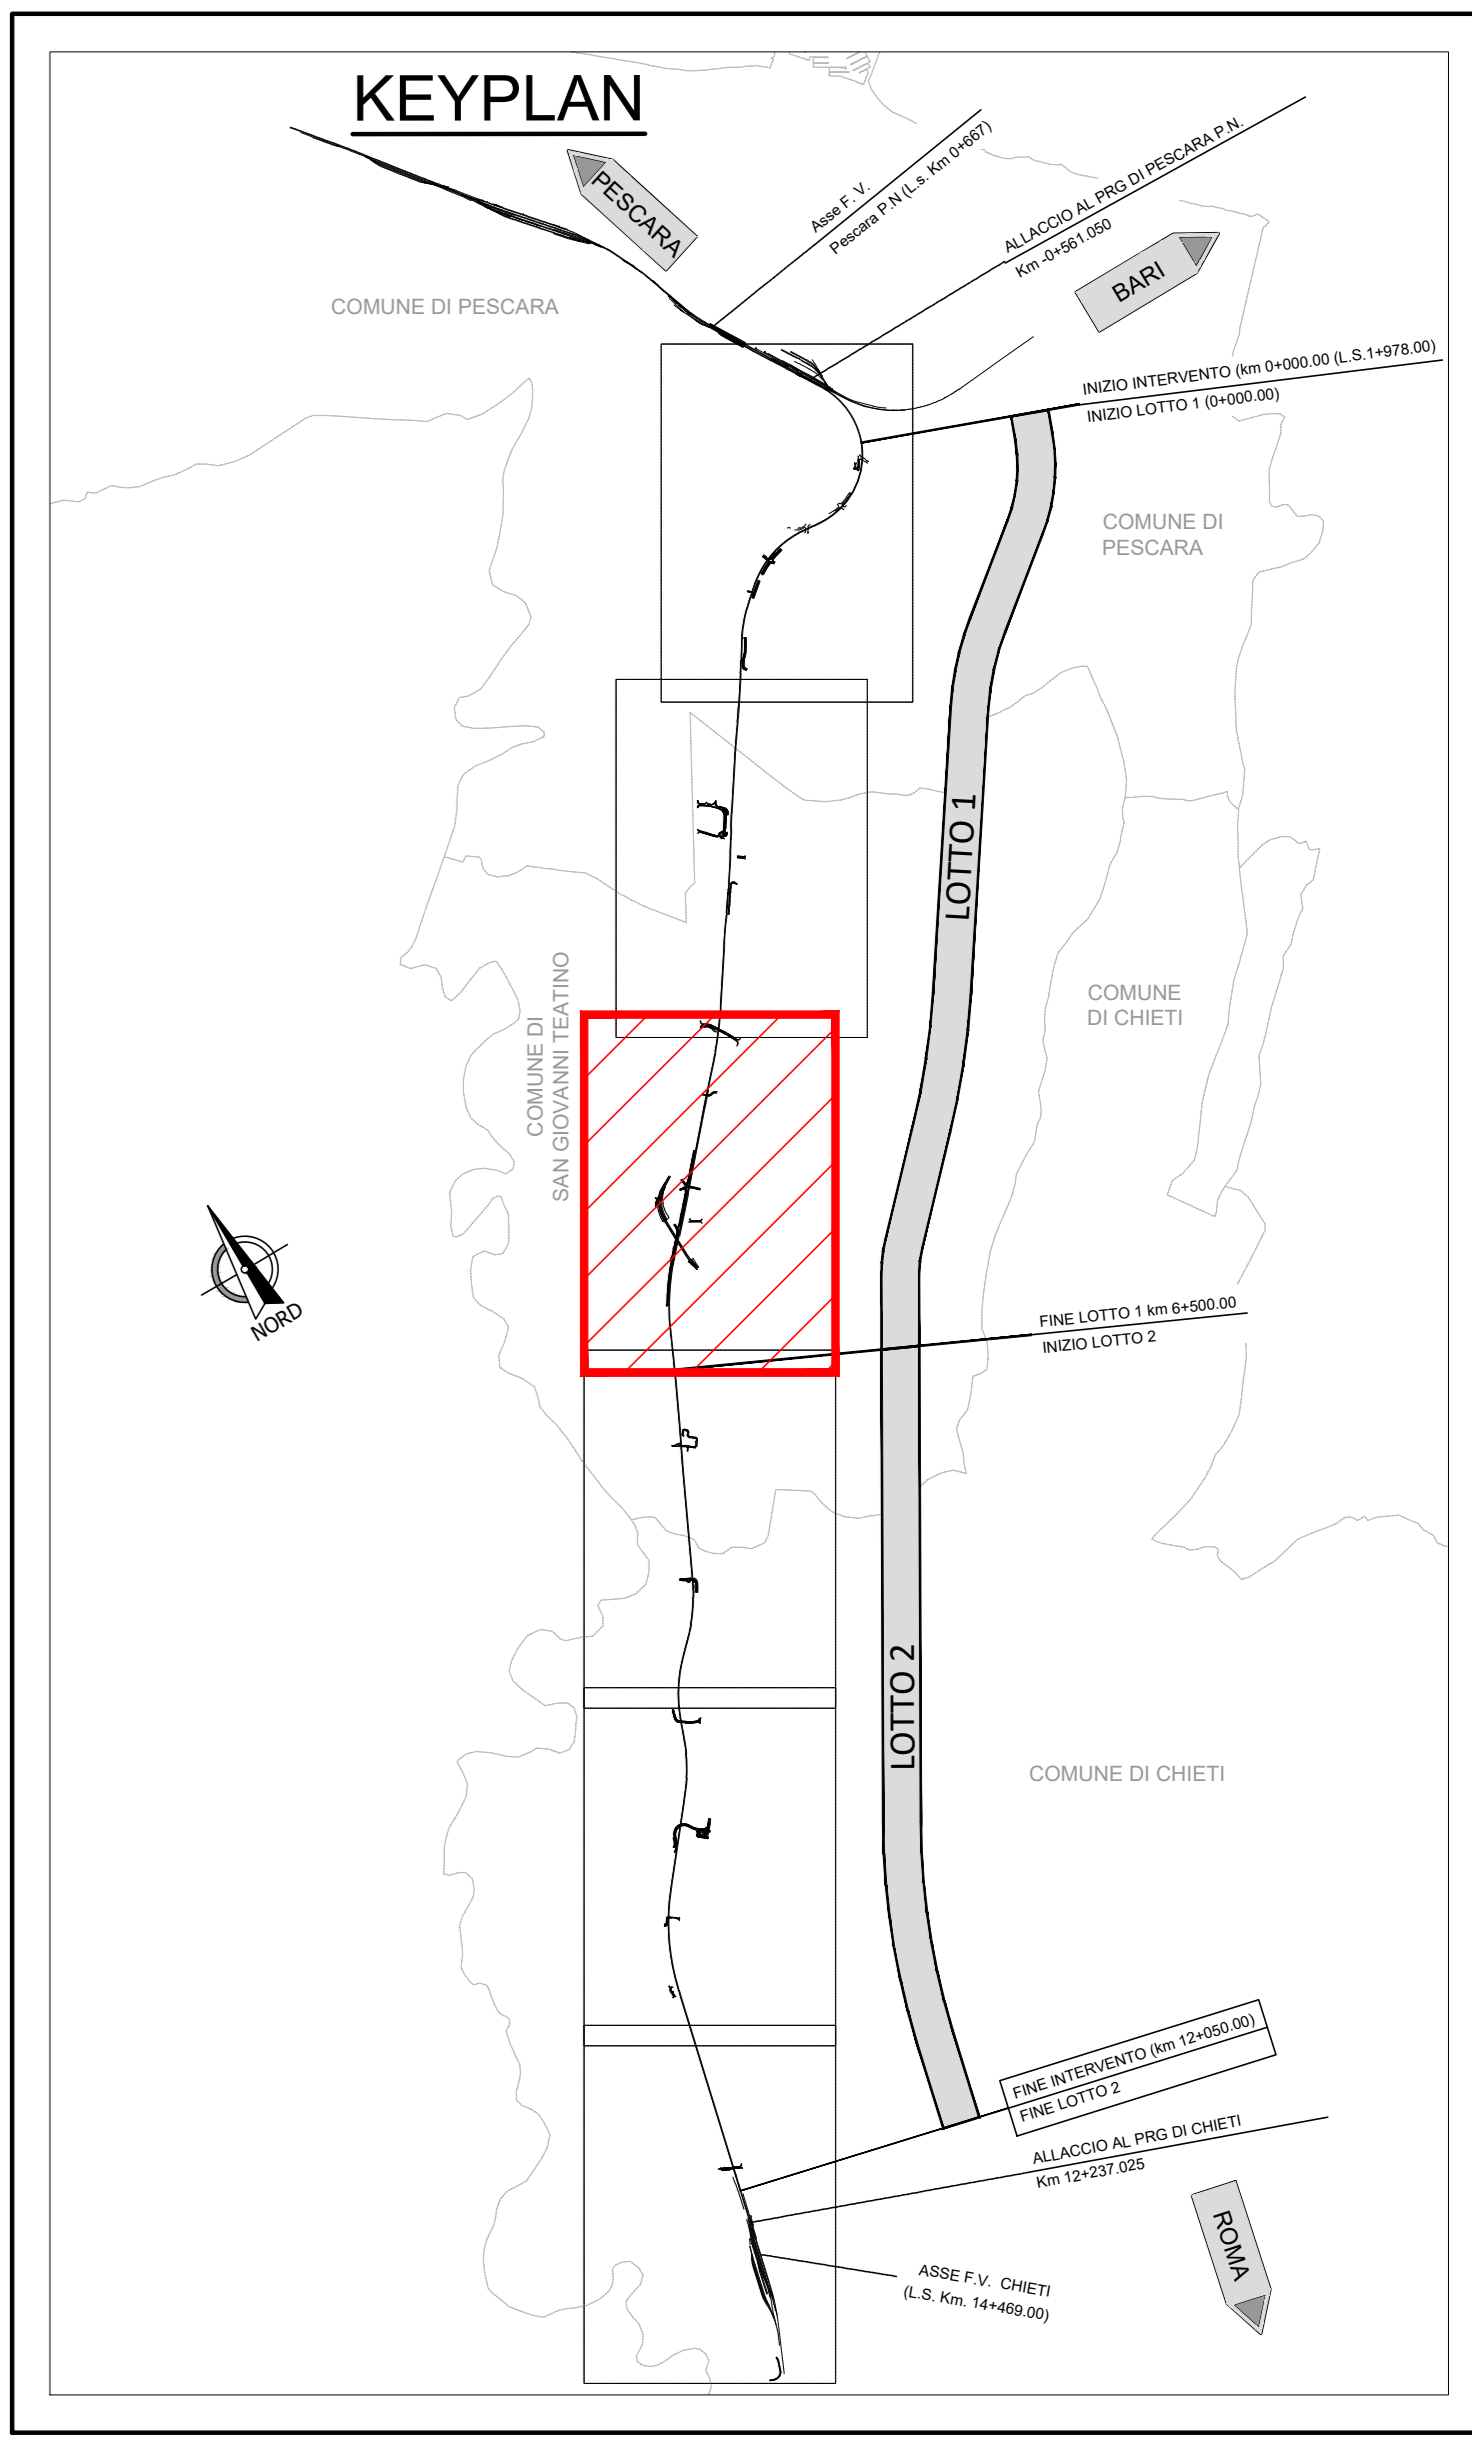 KEYPLAN
PESCARA
Asse F. V.
Pescara P.N (L.s. Km 0+667)
ALLACCIO AL PRG DI PESCARA P.N.
Km -0+561.050
BARI
COMUNE DI PESCARA
INIZIO INTERVENTO (km 0+000.00 (L.S.1+978.00)
INIZIO LOTTO 1 (0+000.00)
COMUNE DI
PESCARA
LOTTO 1
COMUNE DI
SAN GIOVANNI TEATINO
COMUNE
DI CHIETI
NORD
FINE LOTTO 1 km 6+500.00
INIZIO LOTTO 2
LOTTO 2
COMUNE DI CHIETI
FINE INTERVENTO (km 12+050.00)
FINE LOTTO 2
ALLACCIO AL PRG DI CHIETI
Km 12+237.025
ROMA
ASSE F.V. CHIETI
(L.S. Km. 14+469.00)